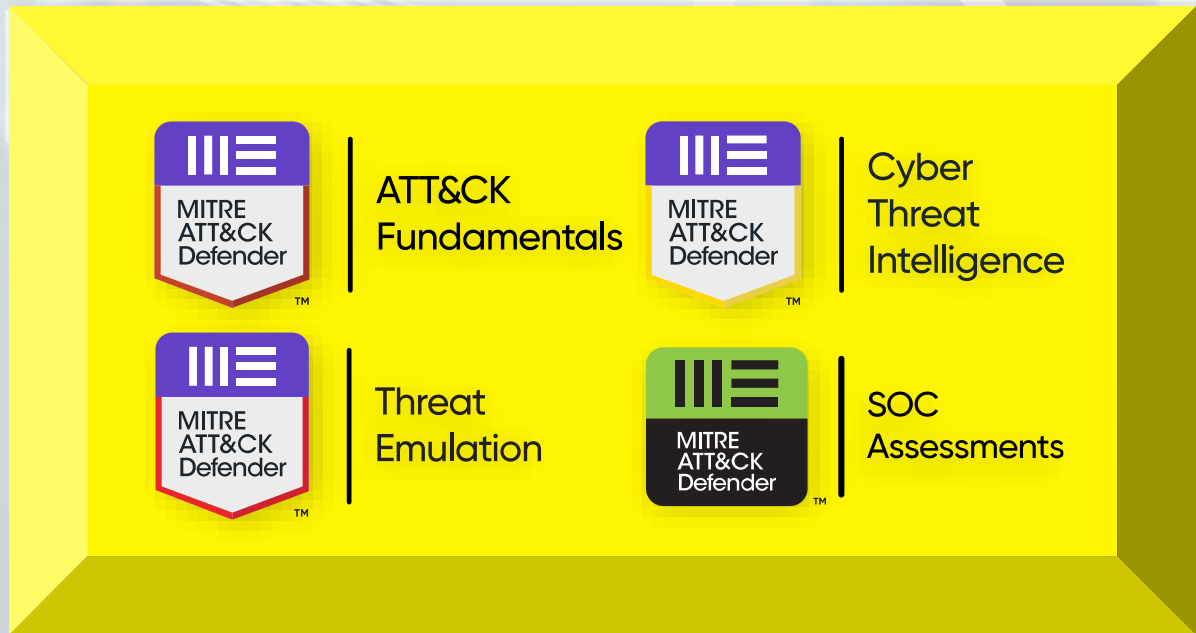 MITRE
ATT&CK
Defender
TM
ATT&CK
Fundamentals
MITRE
ATT&CK
Defender
TM
Cyber
Threat
Intelligence
MITRE
ATT&CK
Defender
TM
Threat
Emulation
MITRE
ATT&CK
Defender
TM
SOC
Assessments